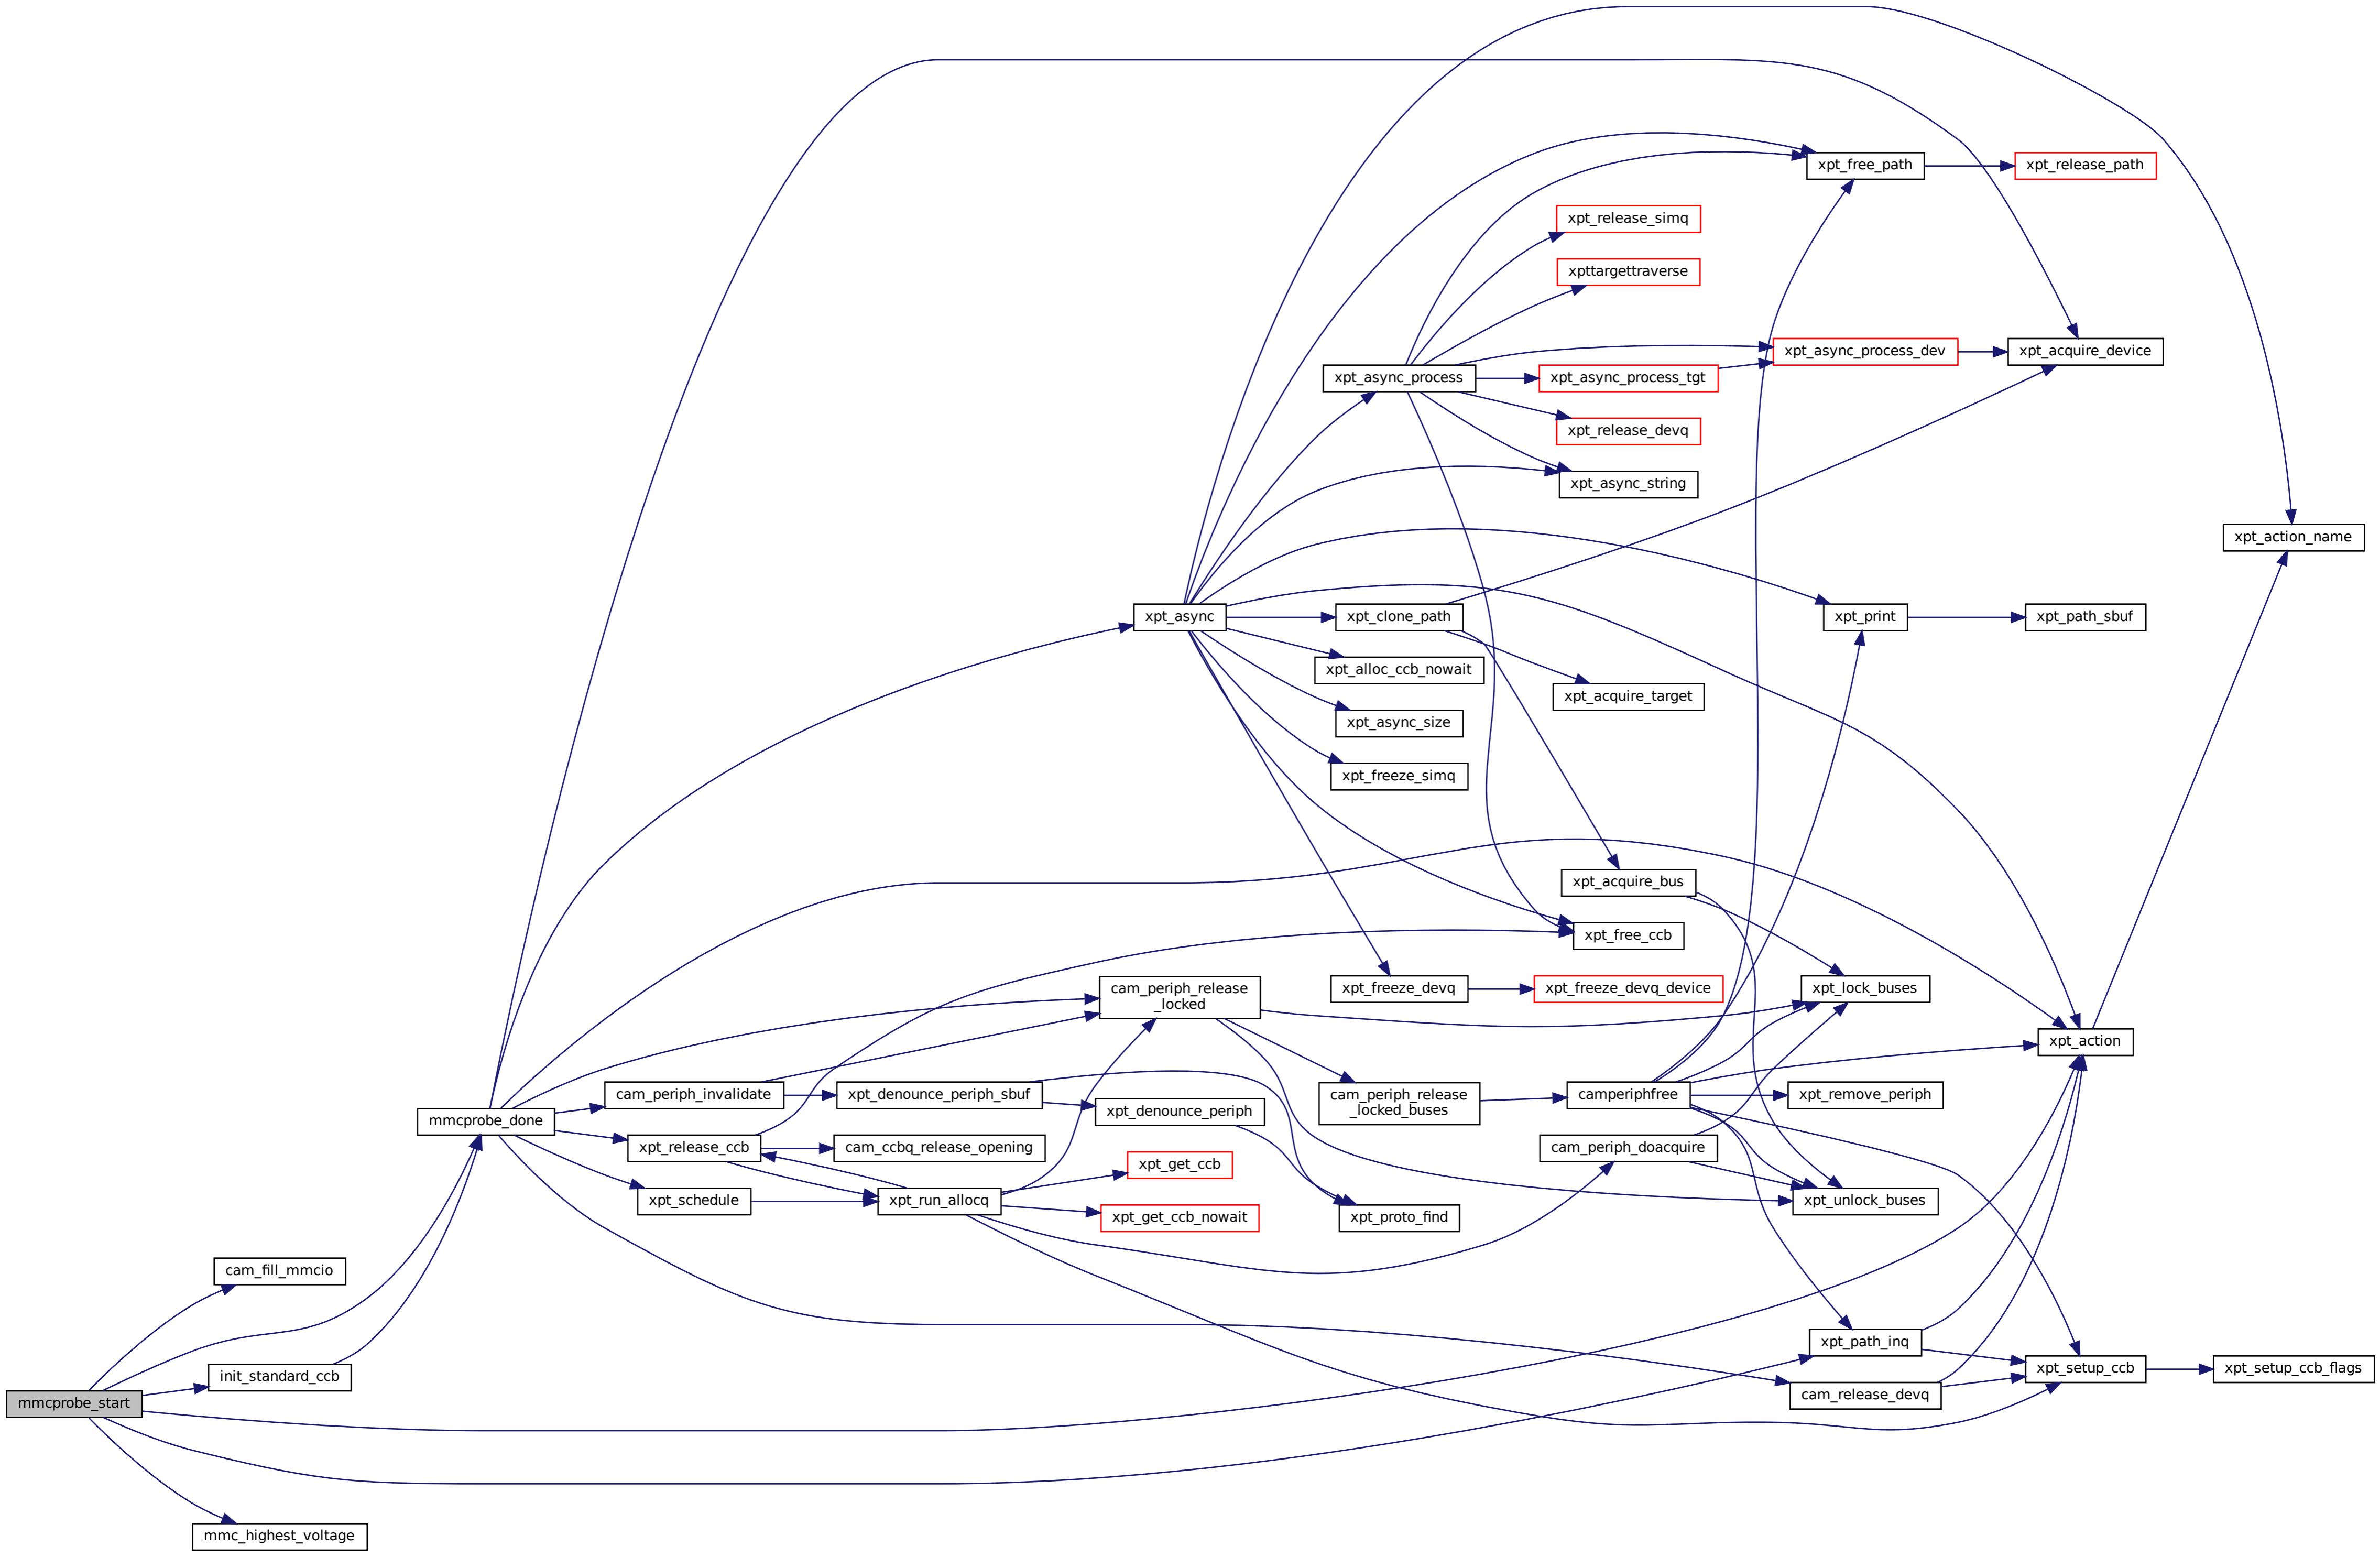 xpt_free_path
xpt_release_path
xpt_release_simq
xpttargettraverse
xpt_async_process_dev
xpt_acquire_device
xpt_async_process
xpt_async_process_tgt
xpt_release_devq
xpt_async_string
xpt_action_name
xpt_async
xpt_clone_path
xpt_print
xpt_path_sbuf
xpt_alloc_ccb_nowait
xpt_acquire_target
xpt_async_size
xpt_freeze_simq
xpt_acquire_bus
xpt_free_ccb
cam_periph_release
_locked
xpt_freeze_devq
xpt_freeze_devq_device
xpt_lock_buses
xpt_action
cam_periph_invalidate
xpt_denounce_periph_sbuf
cam_periph_release
_locked_buses
camperiphfree
xpt_remove_periph
mmcprobe_done
xpt_denounce_periph
xpt_release_ccb
cam_ccbq_release_opening
cam_periph_doacquire
xpt_get_ccb
xpt_schedule
xpt_run_allocq
xpt_unlock_buses
xpt_get_ccb_nowait
xpt_proto_find
cam_fill_mmcio
xpt_path_inq
init_standard_ccb
xpt_setup_ccb
xpt_setup_ccb_flags
mmcprobe_start
cam_release_devq
mmc_highest_voltage